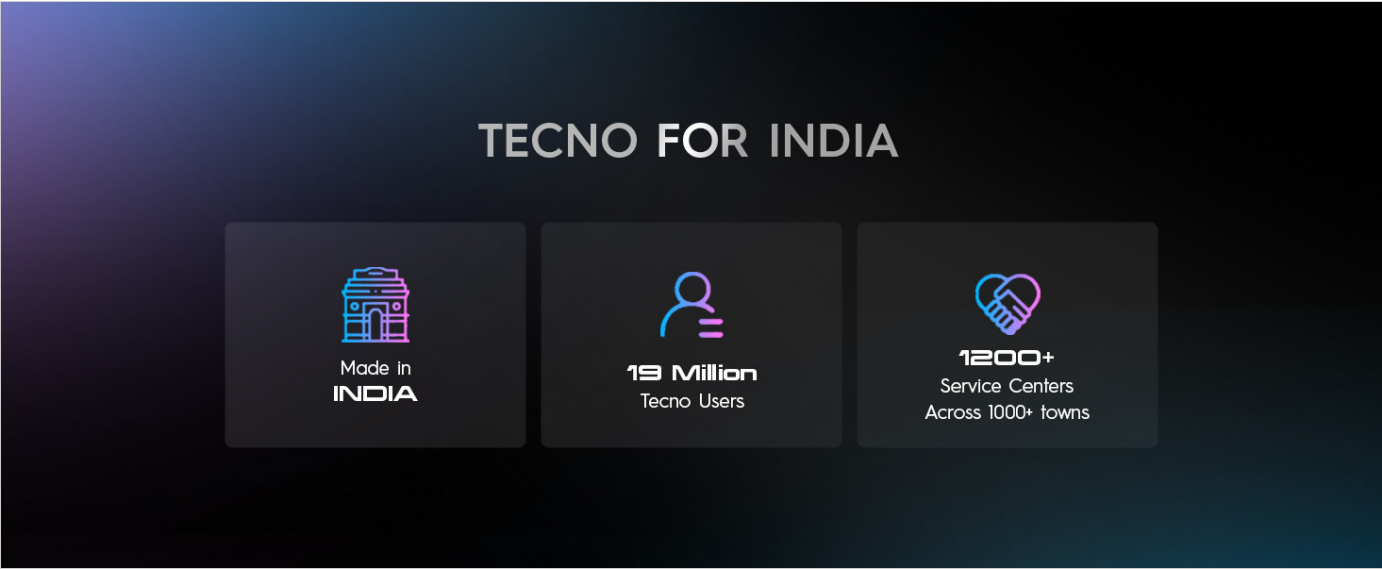 TECNO FOR INDIA
Made in
INDIA
19 Million
Tecno Users
1200+
Service Centers
Across 1000+ towns